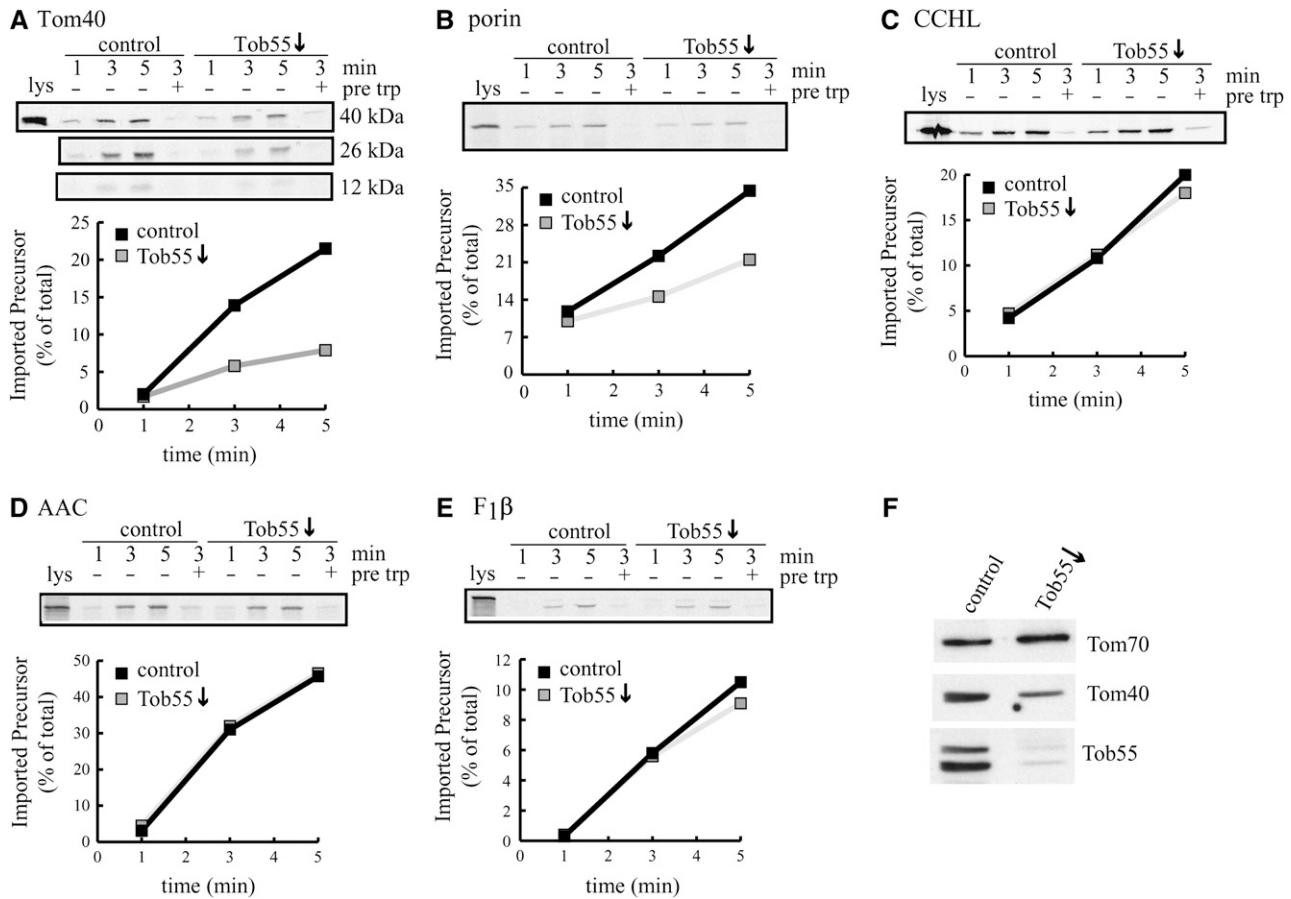 A Tom40
control Tob55↓
1 3 5 3 1 3 5 3 min
lys – – – + – – – + pre trp
40 kDa
26 kDa
12 kDa
25
20
15
10
5
0
Imported Precursor
(% of total)
control
Tob55↓
0 1 2 3 4 5
time (min)
B porin
control Tob55↓
1 3 5 3 1 3 5 3 min
lys – – – + – – – + pre trp
35
28
21
14
7
0
Imported Precursor
(% of total)
control
Tob55↓
0 1 2 3 4 5
time (min)
C CCHL
control Tob55↓
1 3 5 3 1 3 5 3 min
lys – – – + – – – + pre trp
20
15
10
5
0
Imported Precursor
(% of total)
control
Tob55↓
0 1 2 3 4 5
time (min)
D AAC
control Tob55↓
1 3 5 3 1 3 5 3 min
lys – – – + – – – + pre trp
50
40
30
20
10
0
Imported Precursor
(% of total)
control
Tob55↓
0 1 2 3 4 5
time (min)
E F₁β
control Tob55↓
1 3 5 3 1 3 5 3 min
lys – – – + – – – + pre trp
12
10
8
6
4
2
0
Imported Precursor
(% of total)
control
Tob55↓
0 1 2 3 4 5
time (min)
F
control Tob55↓
Tom70
Tom40
Tob55